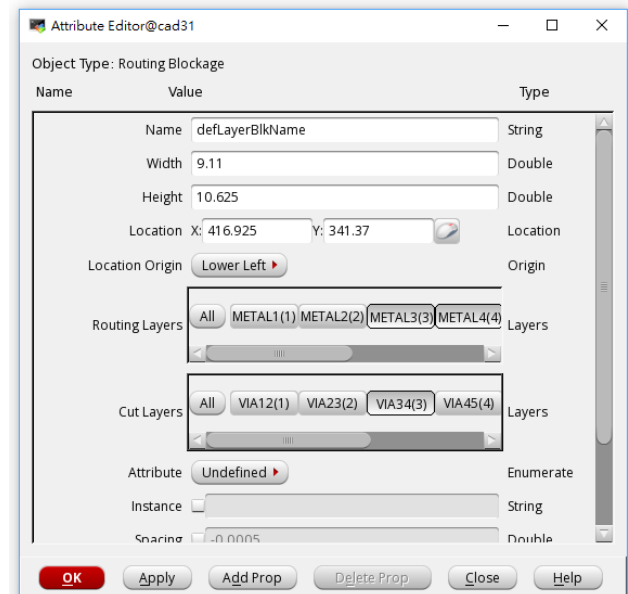 Attribute Editor@cad31
Object Type: Routing Blockage
Name Value Type
Name defLayerBlkName String
Width 9.11 Double
Height 10.625 Double
Location X: 416.925 Y: 341.37 Location
Location Origin Lower Left Origin
Routing Layers All METAL1(1) METAL2(2) METAL3(3) METAL4(4) Layers
Cut Layers All VIA12(1) VIA23(2) VIA34(3) VIA45(4) Layers
Attribute Undefined Enumerate
Instance String
Spacing -0.0005 Double
OK Apply Add Prop Delete Prop Close Help